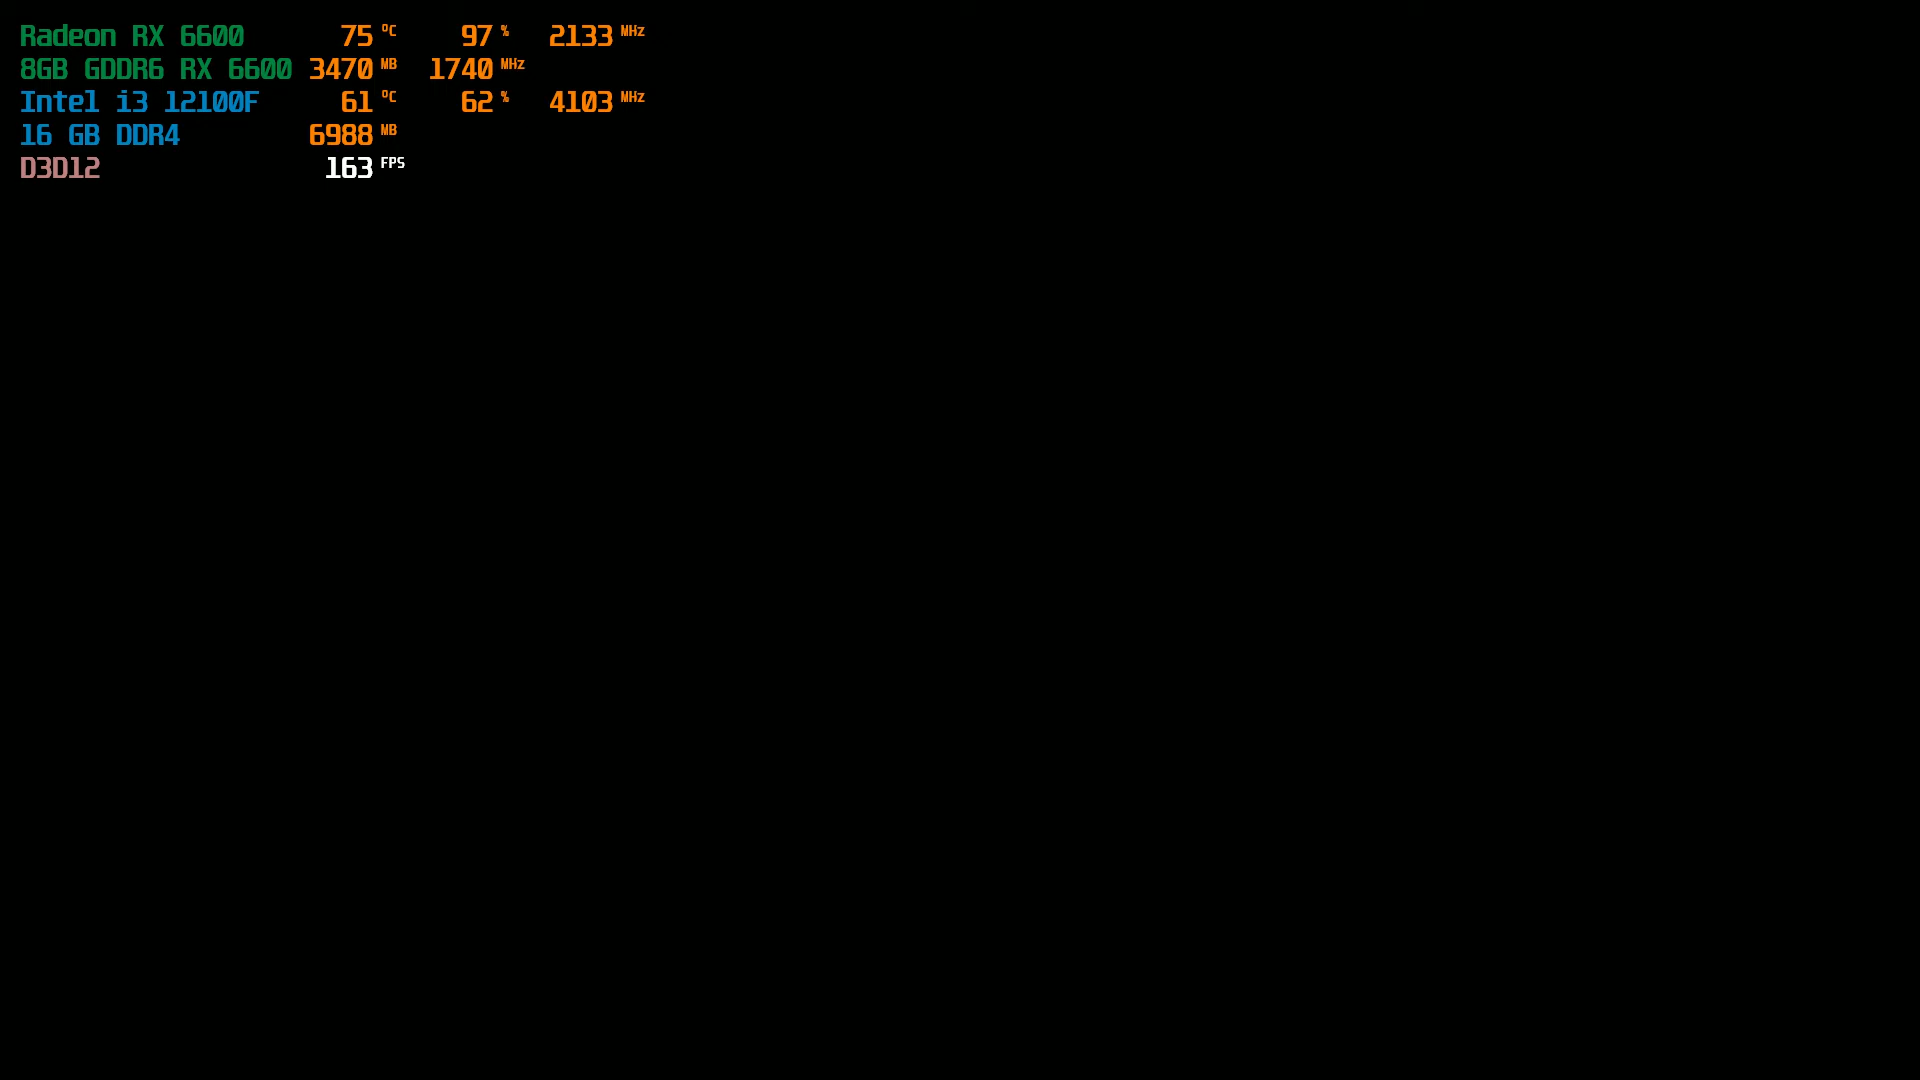 Radeon RX 6600 75 °C 97 % 2133 MHz
8GB GDDR6 RX 6600 3470 MB 1740 MHz
Intel i3 12100F 61 °C 62 % 4103 MHz
16 GB DDR4 6988 MB
D3D12 163 FPS